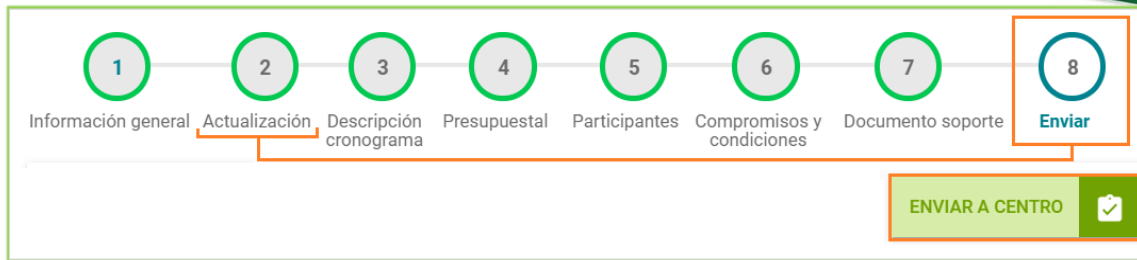 1 2 3 4 5 6 7 8
Información general Actualización Descripción Presupuestal Participantes Compromisos y Documento soporte Enviar
cronograma condiciones
ENVIAR A CENTRO